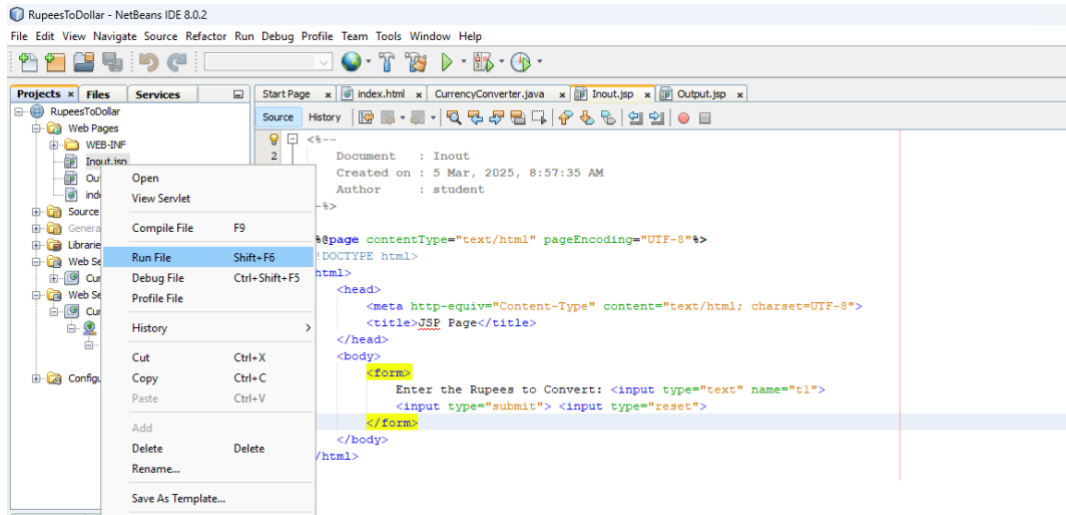 RupeesToDollar - NetBeans IDE 8.0.2
File Edit View Navigate Source Refactor Run Debug Profile Team Tools Window Help
Projects × Files Services
RupeesToDollar
Web Pages
WEB-INF
Inout.jsp
Ou
ind
Source
Genera
Librarie
Web Se
Cur
Web Se
Cur
Configu
Open
View Servlet
Compile File F9
Run File Shift+F6
Debug File Ctrl+Shift+F5
Profile File
History
Cut Ctrl+X
Copy Ctrl+C
Paste Ctrl+V
Add
Delete Delete
Rename...
Save As Template...
Start Page × index.html × CurrencyConverter.java × Inout.jsp × Output.jsp ×
Source History
<%--
2 Document : Inout
Created on : 5 Mar, 2025, 8:57:35 AM
Author : student
-%>
%@page contentType="text/html" pageEncoding="UTF-8"%>
!DOCTYPE html>
html>
<head>
<meta http-equiv="Content-Type" content="text/html; charset=UTF-8">
<title>JSP Page</title>
</head>
<body>
<form>
Enter the Rupees to Convert: <input type="text" name="t1">
<input type="submit"> <input type="reset">
</form>
</body>
/html>